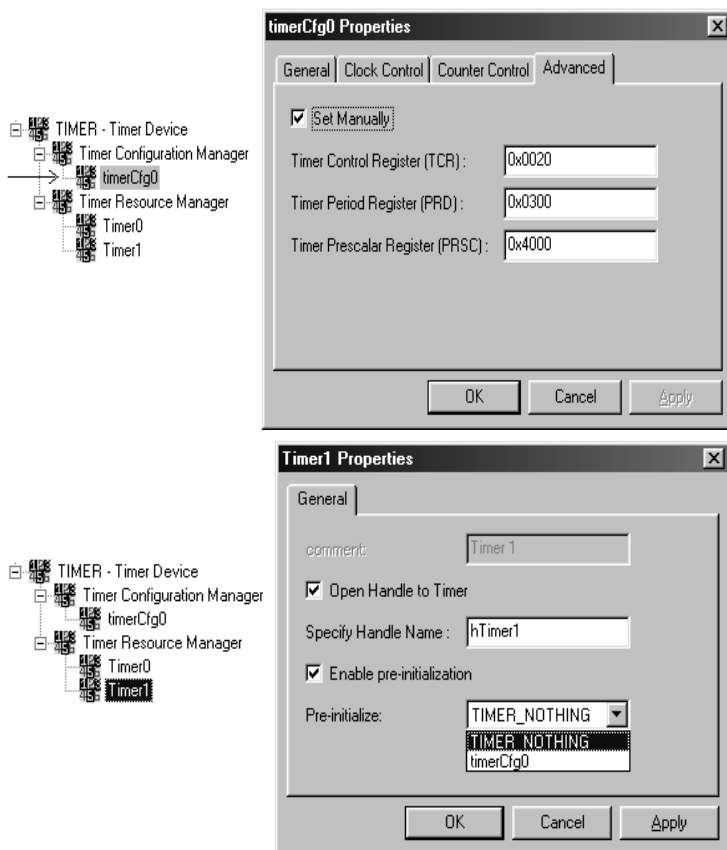 timerCfg0 Properties
General Clock Control Counter Control Advanced
Set Manually
Timer Control Register (TCR) : 0x0020
Timer Period Register (PRD) : 0x0300
Timer Prescalar Register (PRSC) : 0x4000
OK Cancel Apply
TIMER - Timer Device
Timer Configuration Manager
timerCfg0
Timer Resource Manager
Timer0
Timer1
Timer1 Properties
General
comment: Timer 1
Open Handle to Timer
Specify Handle Name : hTimer1
Enable pre-initialization
Pre-initialize: TIMER_NOTHING
TIMER_NOTHING
timerCfg0
OK Cancel Apply
TIMER - Timer Device
Timer Configuration Manager
timerCfg0
Timer Resource Manager
Timer0
Timer1